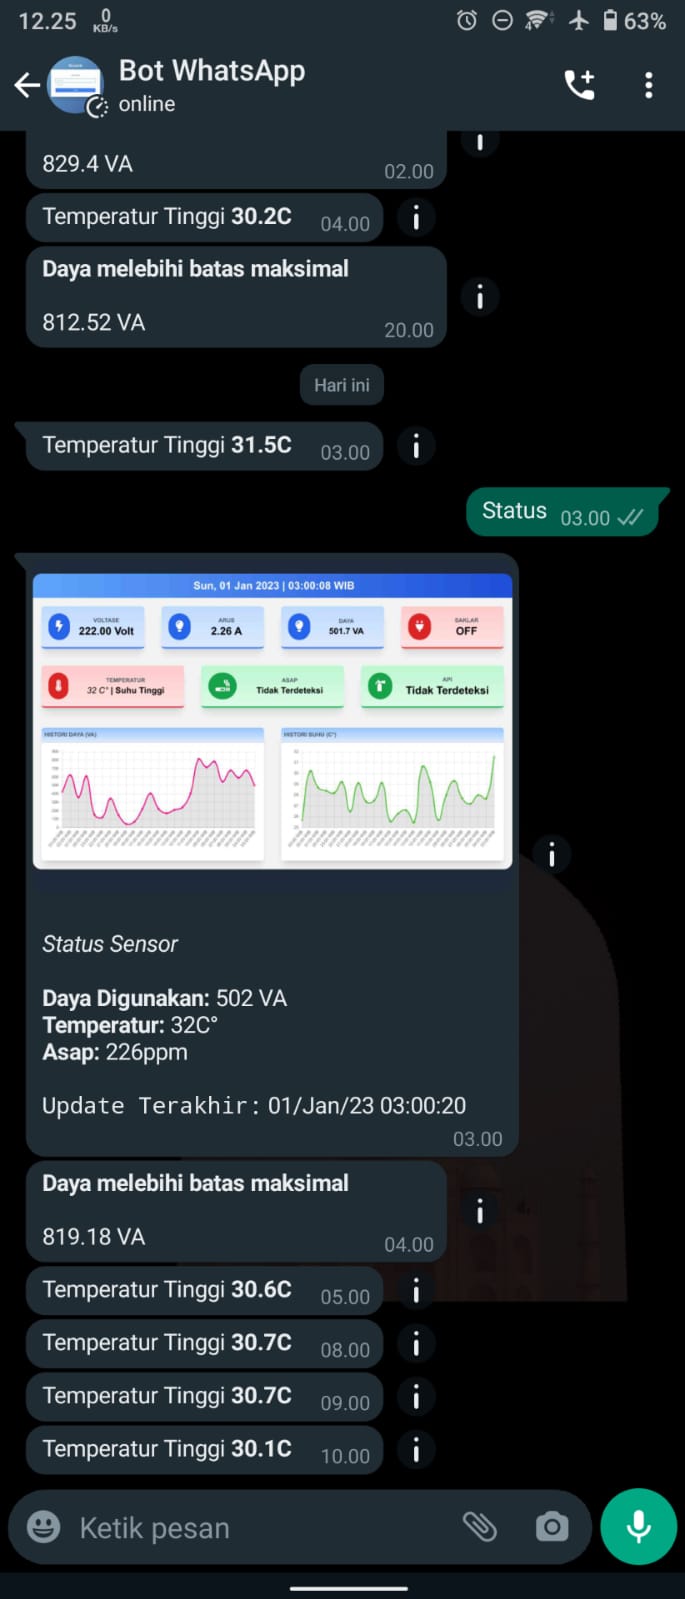 12.25 0 KB/s 4 63%
Bot WhatsApp
online
829.4 VA 02.00
Temperatur Tinggi 30.2C 04.00
Daya melebihi batas maksimal
812.52 VA 20.00
Hari ini
Temperatur Tinggi 31.5C 03.00
Status 03.00
Sun, 01 Jan 2023 | 03:00:08 WIB
VOLTASE
222.00 Volt
ARUS
2.26 A
DAYA
501.7 VA
SAKLAR
OFF
TEMPERATUR
32 C° | Suhu Tinggi
ASAP
Tidak Terdeteksi
API
Tidak Terdeteksi
HISTORI DAYA (VA)
HISTORI SUHU (C°)
Status Sensor
Daya Digunakan: 502 VA
Temperatur: 32C°
Asap: 226ppm
Update Terakhir: 01/Jan/23 03:00:20
03.00
Daya melebihi batas maksimal
819.18 VA 04.00
Temperatur Tinggi 30.6C 05.00
Temperatur Tinggi 30.7C 08.00
Temperatur Tinggi 30.7C 09.00
Temperatur Tinggi 30.1C 10.00
Ketik pesan